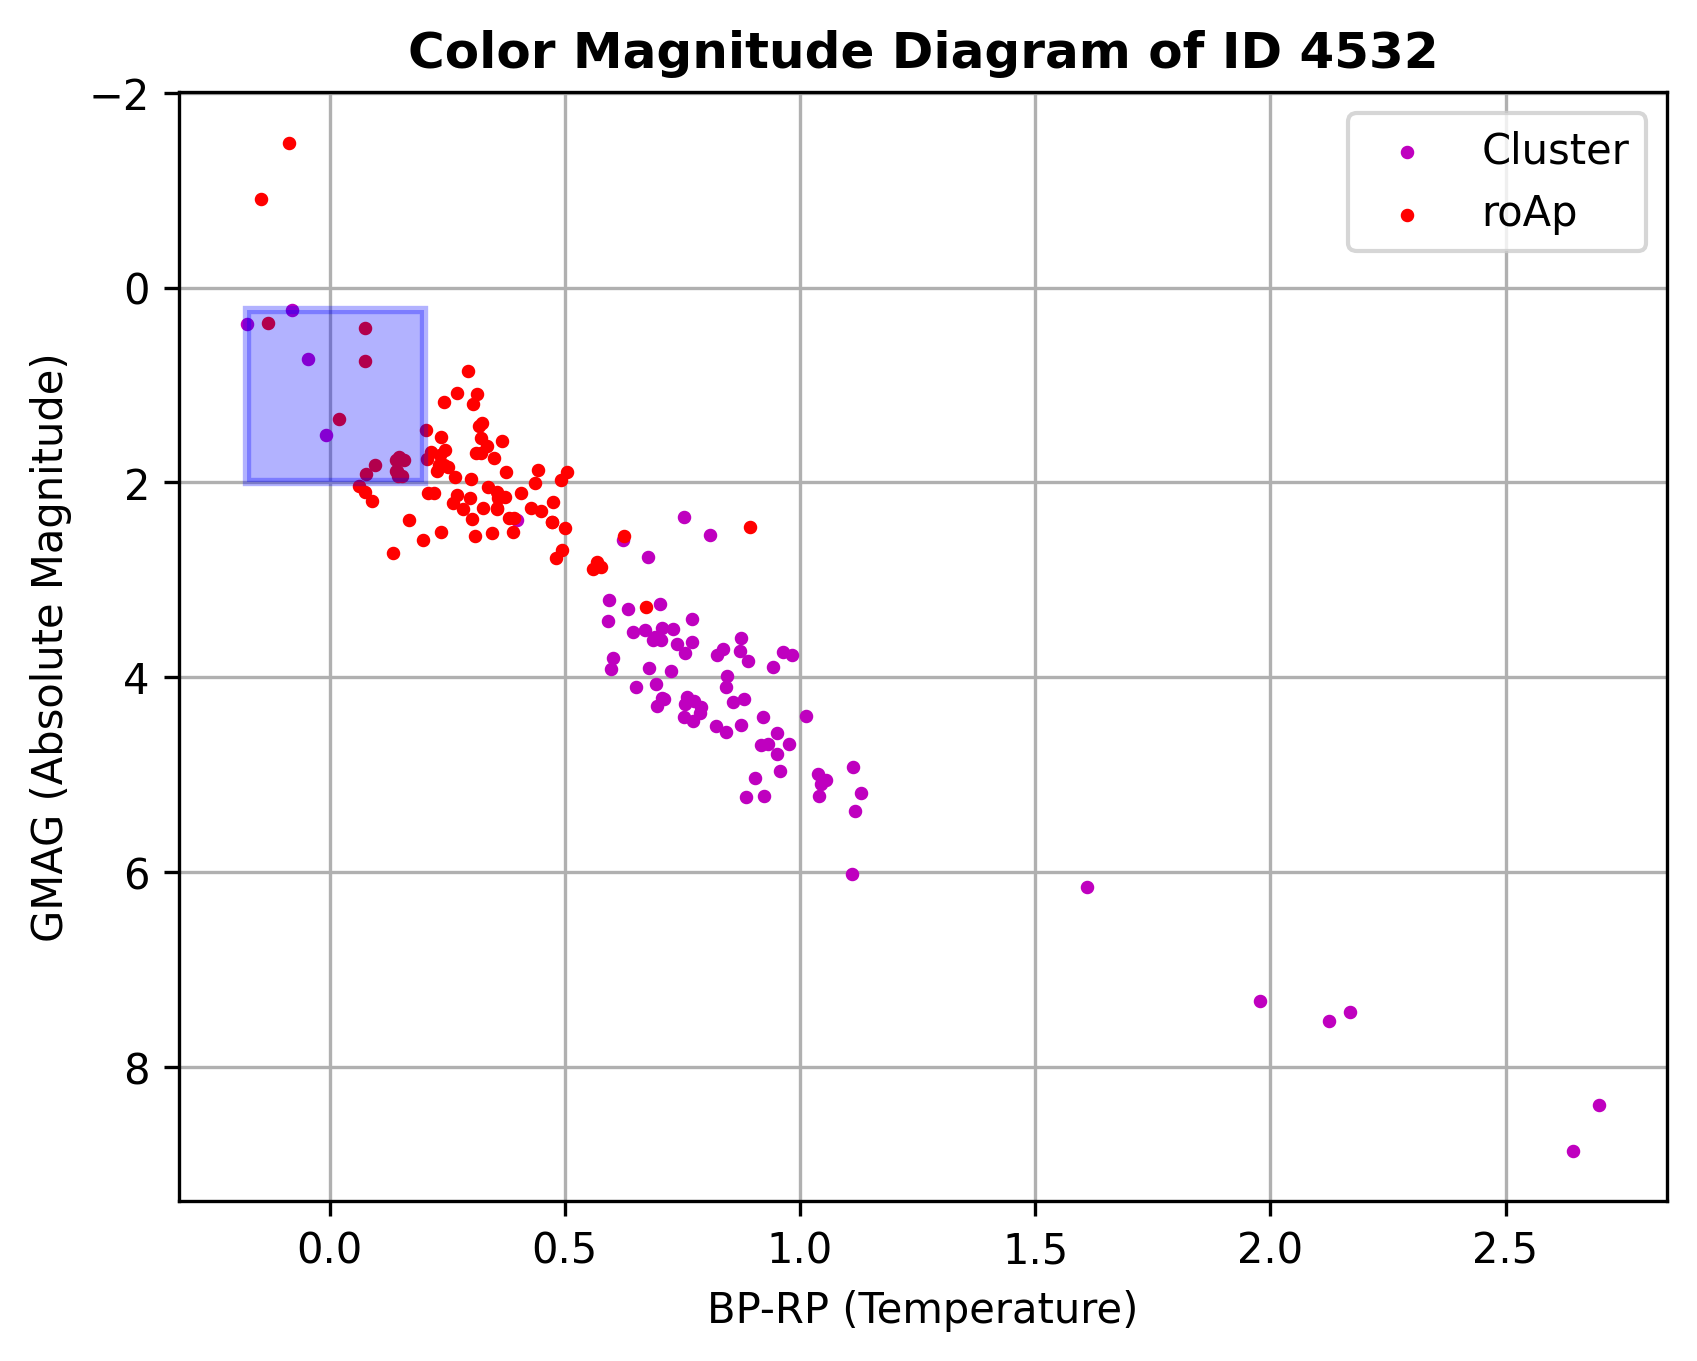 Color Magnitude Diagram of ID 4532
−2
0
2
4
6
8
GMAG (Absolute Magnitude)
Cluster
roAp
0.0 0.5 1.0 1.5 2.0 2.5
BP-RP (Temperature)